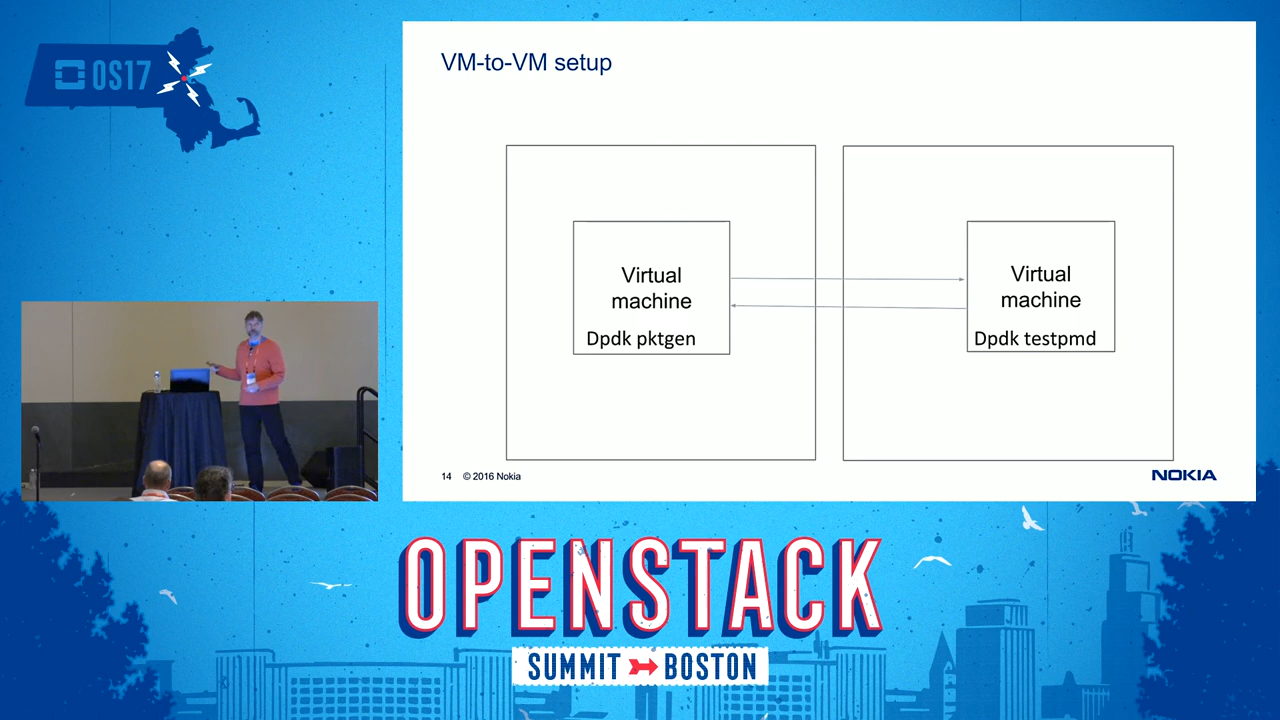 OS17
VM-to-VM setup
Virtual
machine
Dpdk pktgen
Virtual
machine
Dpdk testpmd
14 © 2016 Nokia
NOKIA
OPENSTACK
SUMMIT BOSTON